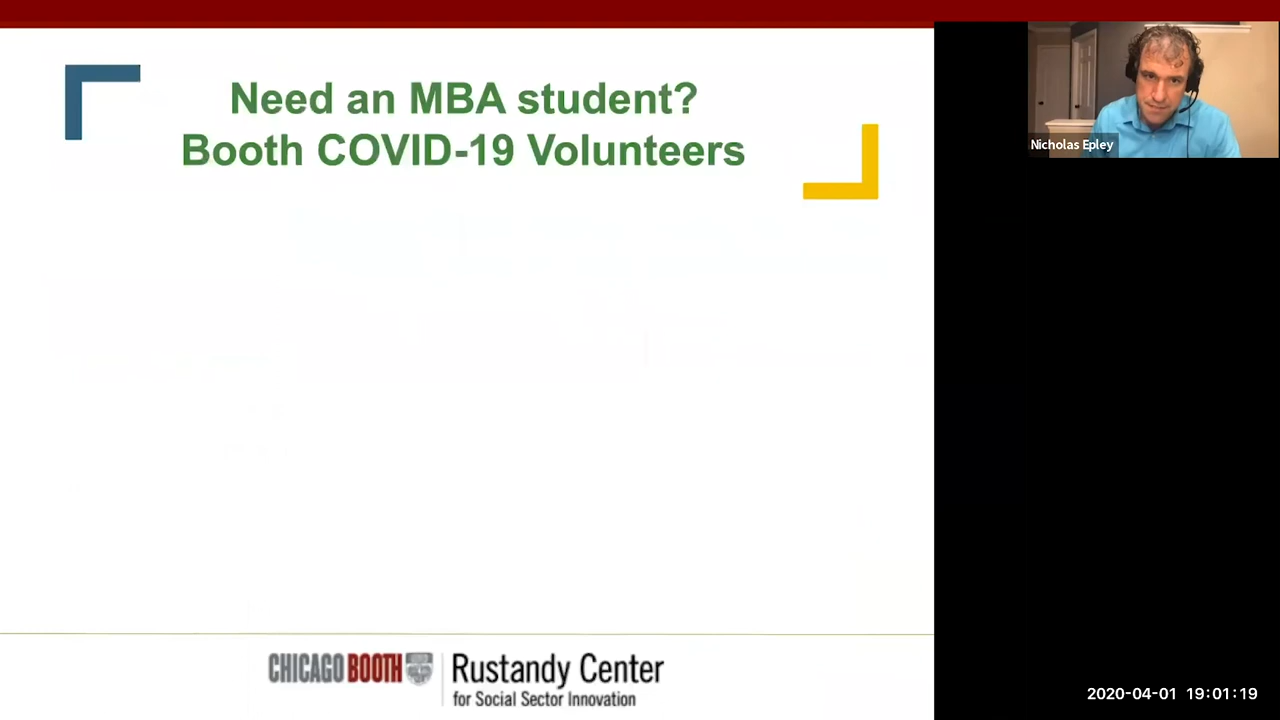 Need an MBA student?
Booth COVID-19 Volunteers
Nicholas Epley
CHICAGO BOOTH
Rustandy Center
for Social Sector Innovation
2020-04-01 19:01:19